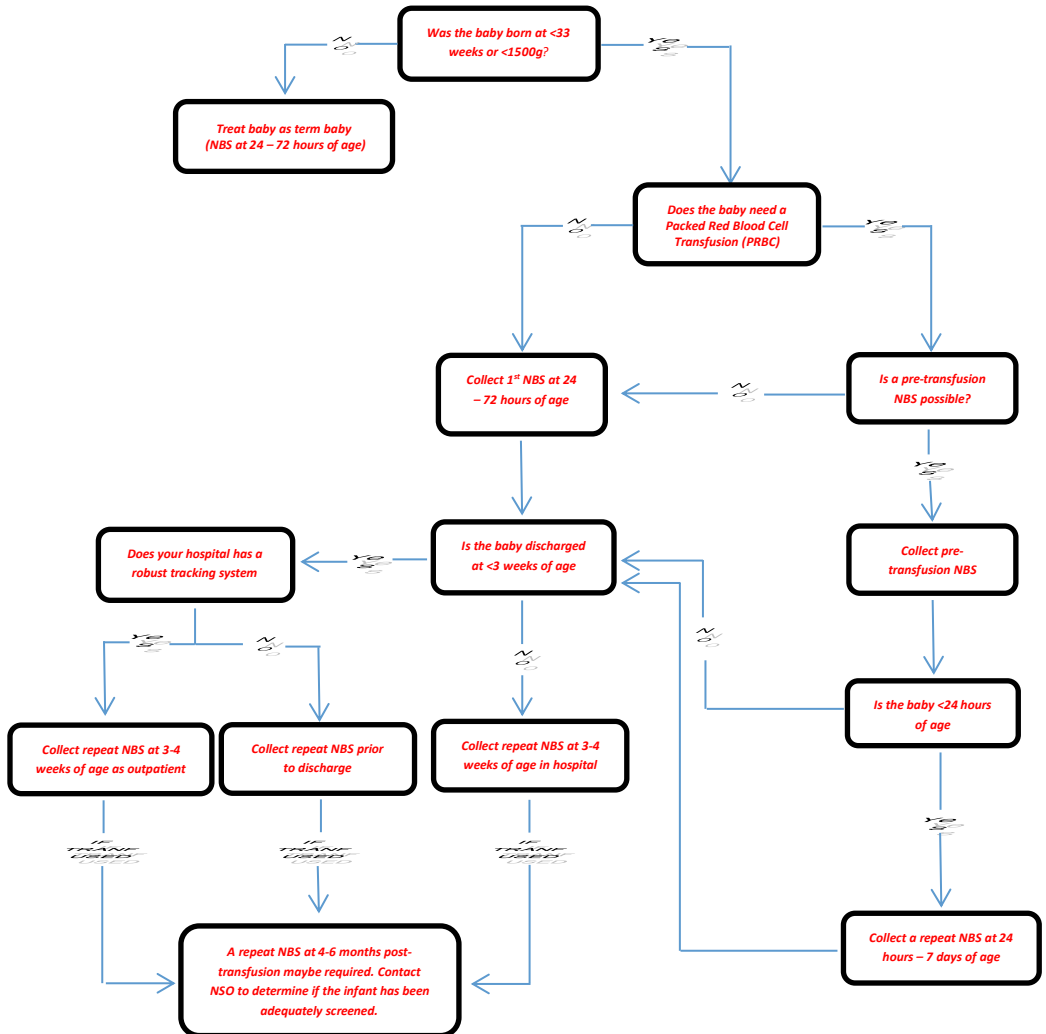 Was the baby born at <33
weeks or <1500g?
NO
YES
Treat baby as term baby
(NBS at 24 – 72 hours of age)
Does the baby need a
Packed Red Blood Cell
Transfusion (PRBC)
NO
YES
Collect 1st NBS at 24
– 72 hours of age
NO
Is a pre-transfusion
NBS possible?
YES
Does your hospital has a
robust tracking system
YES
Is the baby discharged
at <3 weeks of age
Collect pre-
transfusion NBS
YES
NO
NO
NO
Is the baby <24 hours
of age
Collect repeat NBS at 3-4
weeks of age as outpatient
Collect repeat NBS prior
to discharge
Collect repeat NBS at 3-4
weeks of age in hospital
YES
IF
TRANF
USED
IF
TRANF
USED
IF
TRANF
USED
A repeat NBS at 4-6 months post-
transfusion maybe required. Contact
NSO to determine if the infant has been
adequately screened.
Collect a repeat NBS at 24
hours – 7 days of age